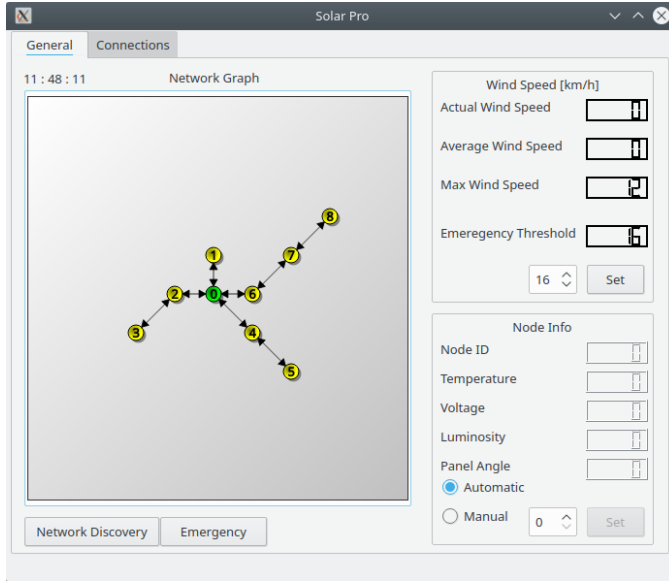 Solar Pro
General Connections
11 : 48 : 11 Network Graph
8
1 7
2 0 6
3 4
5
Network Discovery Emergency
Wind Speed [km/h]
Actual Wind Speed 0
Average Wind Speed 0
Max Wind Speed 12
Emeregency Threshold 16
16 Set
Node Info
Node ID 0
Temperature 0
Voltage 0
Luminosity 0
Panel Angle 0
Automatic
Manual 0 Set